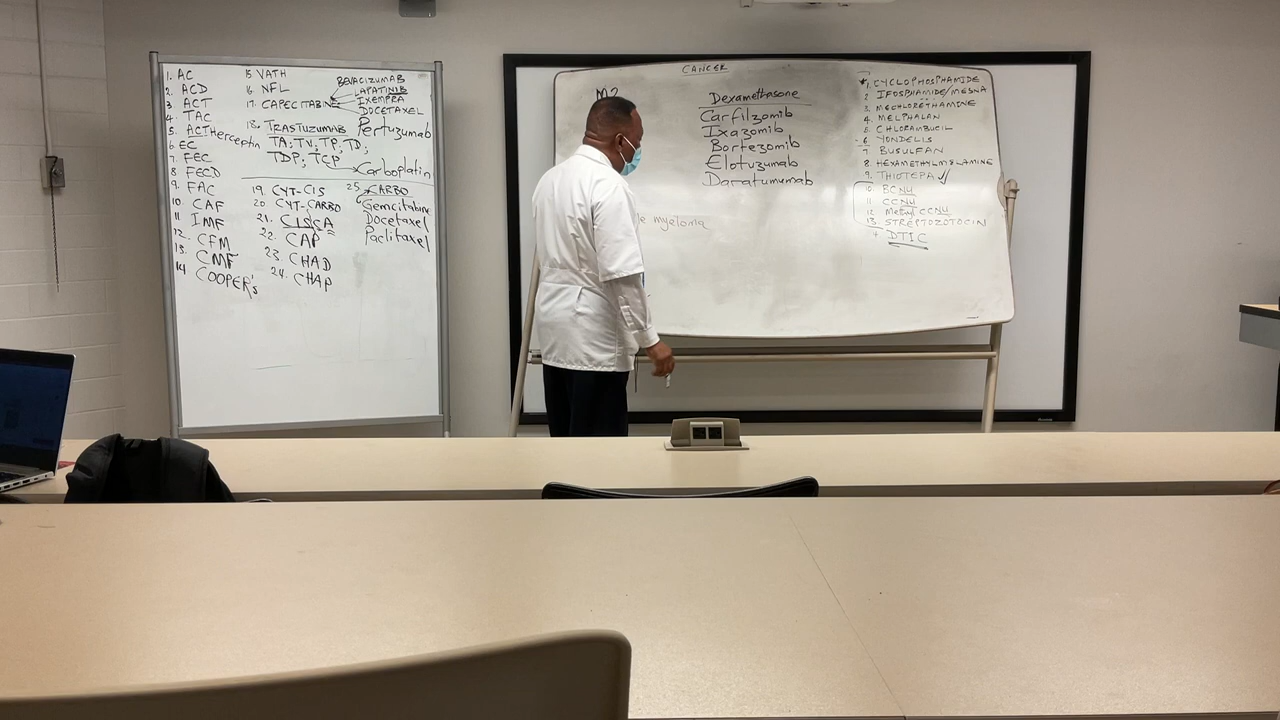 1. AC
2 ACD
3 ACT
4. TAC
5. ACT Herceptin
6. EC
7. FEC
8. FECD
9. FAC
10. CAF
11 IMF
12. CFM
13. CMF
14 COOPER's
15 VATH
16. NFL
17. CAPECITABINE
BEVACIZUMAB
LAPATINIB
IXEMPRA
DOCETAXEL
18. TRASTUZUMAB Pertuzumab
TA; TV; TP; TD;
TDP; TCP Carboplatin
19. CYT-CIS
20 CYT-CARBO
21. CISCA
22. CAP
23. CHAD
24. CHAP
25 CARBO
Gemcitabine
Docetaxel
Paclitaxel
CANCER
M2
Dexamethasone
Carfilzomib
Ixazomib
Bortezomib
Elotuzumab
Daratumumab
le myeloma
*1. CYCLOPHOSPHAMIDE
2 IFOSPHAMIDE/MESNA
3. MECHLORETHAMINE
4. MELPHALAN
5 CHLORAMBUCIL
6 YONDELIS
7 BUSULFAN
8. HEXAMETHYLMELAMINE
9. THIOTEPA ✓
10 BCNU
11 CCNU
12 Methyl CCNU
13. STREPTOZOTOCIN
+ DTIC